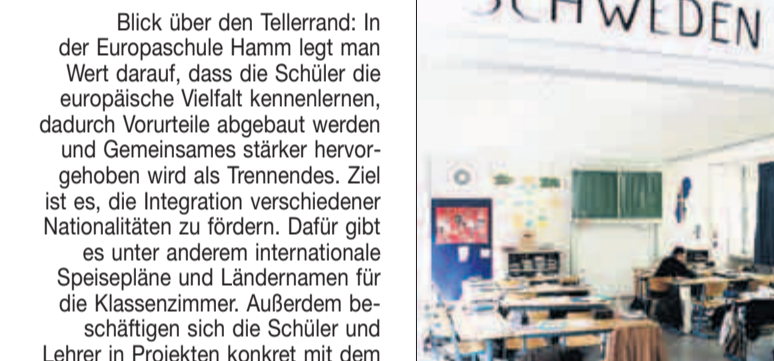 Blick über den Tellerrand: In
der Europaschule Hamm legt man
Wert darauf, dass die Schüler die
europäische Vielfalt kennenlernen,
dadurch Vorurteile abgebaut werden
und Gemeinsames stärker hervor-
gehoben wird als Trennendes. Ziel
ist es, die Integration verschiedener
Nationalitäten zu fördern. Dafür gibt
es unter anderem internationale
Speisepläne und Ländernamen für
die Klassenzimmer. Außerdem be-
schäftigen sich die Schüler und
Lehrer in Projekten konkret mit dem
SCHWEDEN